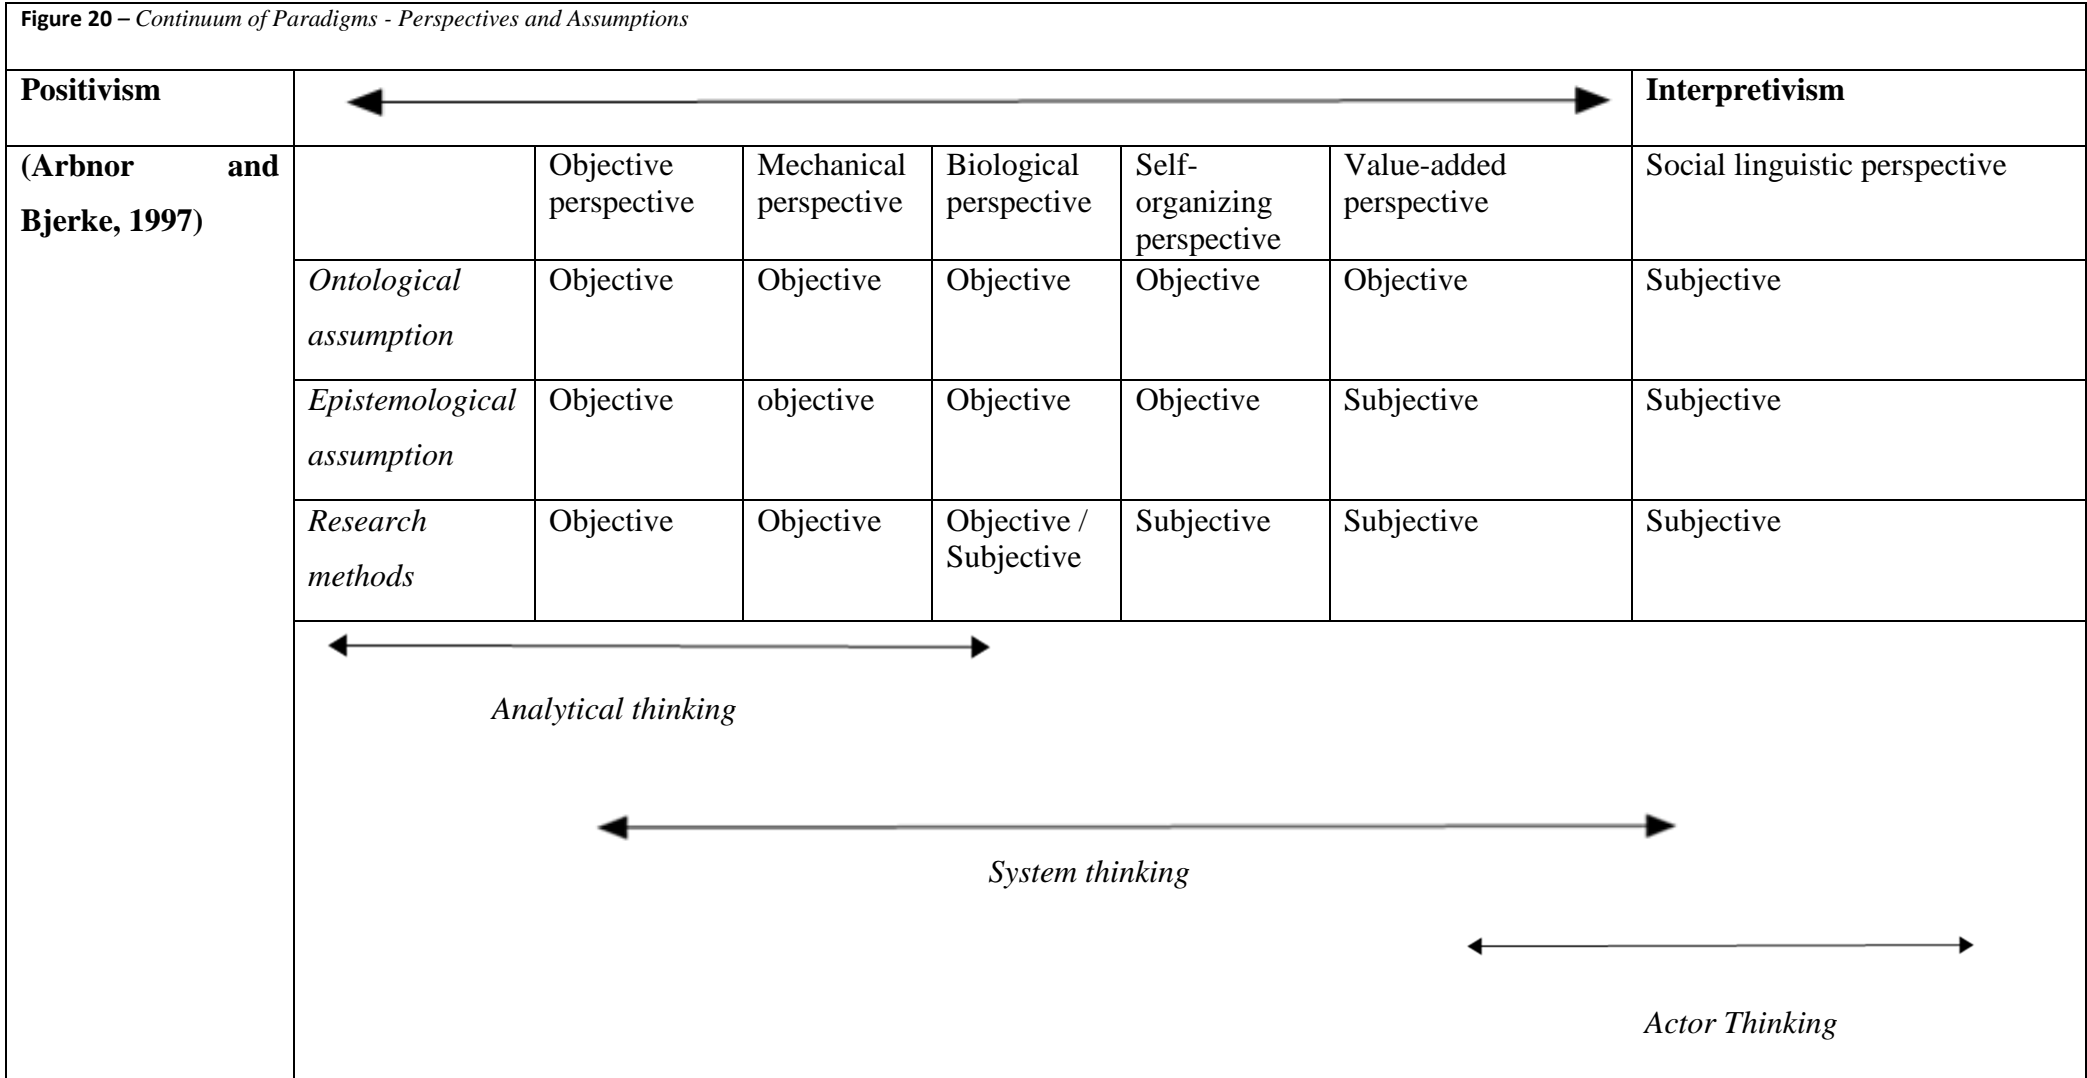 Figure 20 – Continuum of Paradigms - Perspectives and Assumptions
Positivism
Interpretivism
(Arbnor and
Bjerke, 1997)
Objective
perspective
Mechanical
perspective
Biological
perspective
Self-
organizing
perspective
Value-added
perspective
Social linguistic perspective
Ontological
assumption
Objective
Objective
Objective
Objective
Objective
Subjective
Epistemological
assumption
Objective
objective
Objective
Objective
Subjective
Subjective
Research
methods
Objective
Objective
Objective /
Subjective
Subjective
Subjective
Subjective
Analytical thinking
System thinking
Actor Thinking